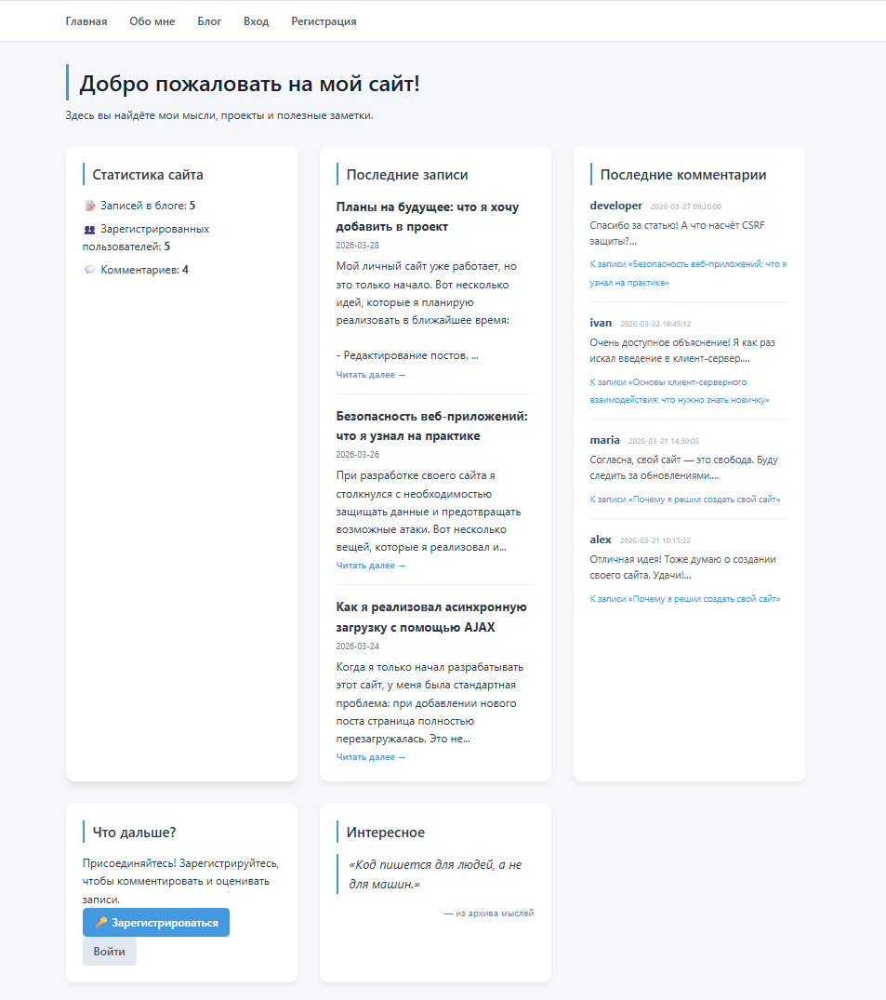 Главная Обо мне Блог Вход Регистрация
Добро пожаловать на мой сайт!
Здесь вы найдёте мои мысли, проекты и полезные заметки.
Статистика сайта
Записей в блоге: 5
Зарегистрированных
пользователей: 5
Комментариев: 4
Последние записи
Планы на будущее: что я хочу
добавить в проект
2026-03-28
Мой личный сайт уже работает, но
это только начало. Вот несколько
идей, которые я планирую
реализовать в ближайшее время:
- Редактирование постов. ...
Читать далее →
Безопасность веб-приложений:
что я узнал на практике
2026-03-26
При разработке своего сайта я
столкнулся с необходимостью
защищать данные и предотвращать
возможные атаки. Вот несколько
вещей, которые я реализовал и...
Читать далее →
Как я реализовал асинхронную
загрузку с помощью AJAX
2026-03-24
Когда я только начал разрабатывать
этот сайт, у меня была стандартная
проблема: при добавлении нового
поста страница полностью
перезагружалась. Это не...
Читать далее →
Последние комментарии
developer 2026-03-27 09:20:00
Спасибо за статью! А что насчёт CSRF
защиты?...
К записи «Безопасность веб-приложений: что я
узнал на практике»
ivan 2026-03-22 18:45:12
Очень доступное объяснение! Я как раз
искал введение в клиент-сервер....
К записи «Основы клиент-серверного
взаимодействия: что нужно знать новичку»
maria 2026-03-21 14:30:05
Согласна, свой сайт — это свобода. Буду
следить за обновлениями....
К записи «Почему я решил создать свой сайт»
alex 2026-03-21 10:15:22
Отличная идея! Тоже думаю о создании
своего сайта. Удачи!...
К записи «Почему я решил создать свой сайт»
Что дальше?
Присоединяйтесь! Зарегистрируйтесь,
чтобы комментировать и оценивать
записи.
Зарегистрироваться
Войти
Интересное
«Код пишется для людей, а не
для машин.»
— из архива мыслей